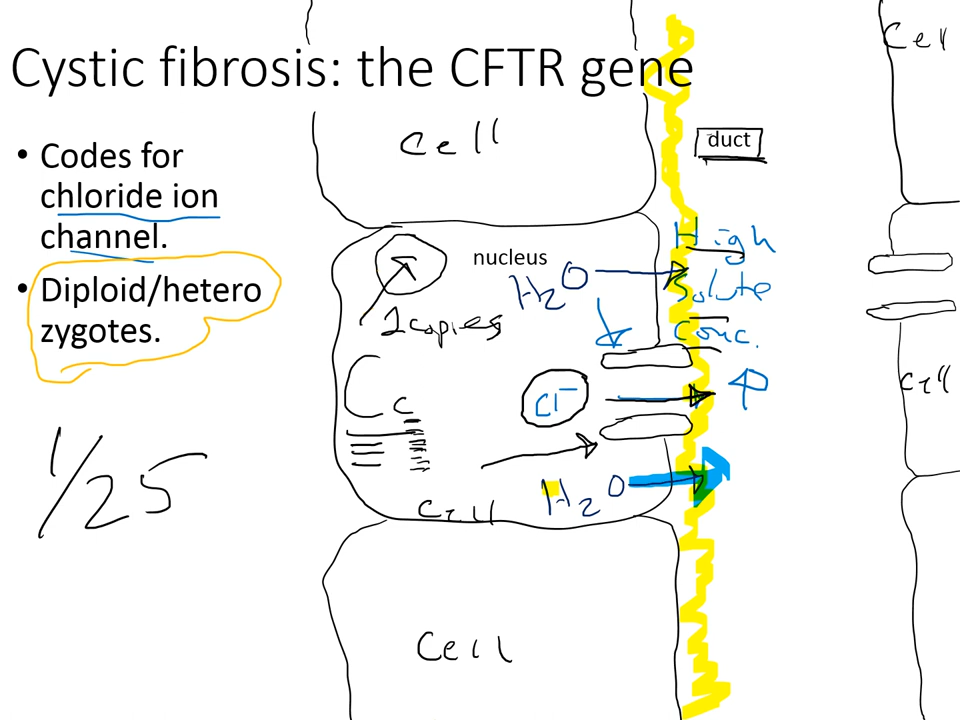 Cystic fibrosis: the CFTR gene
• Codes for
chloride ion
channel.
• Diploid/hetero
zygotes.
1/25
Cell
nucleus
H2O
2 copies
Cl-
C
Cell
H2O
Cell
duct
High
Solute
Conc.
Cell
Cell